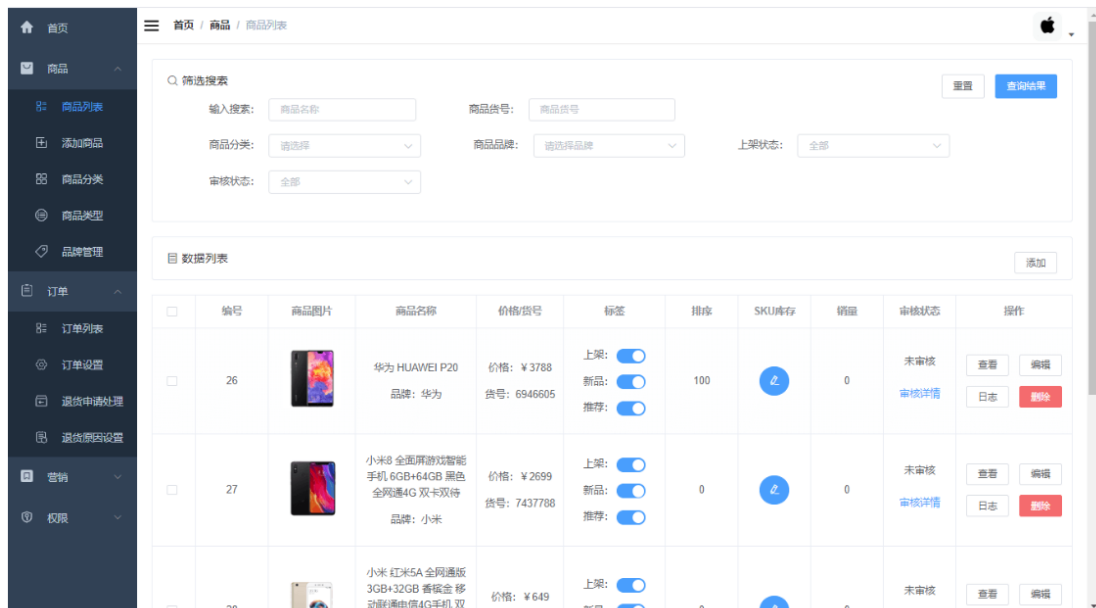 首页
商品
商品列表
添加商品
商品分类
商品类型
品牌管理
订单
订单列表
订单设置
退货申请处理
退货原因设置
营销
权限
首页 / 商品 / 商品列表
筛选搜索
重置
查询结果
输入搜索： 商品名称
商品货号： 商品货号
商品分类： 请选择
商品品牌： 请选择品牌
上架状态： 全部
审核状态： 全部
数据列表
添加
编号 商品图片 商品名称 价格/货号 标签 排序 SKU库存 销量 审核状态 操作
26
华为 HUAWEI P20
品牌：华为
价格：￥3788
货号：6946605
上架：
新品：
推荐：
100
0
未审核
审核详情
查看 编辑
日志 删除
27
小米8 全面屏游戏智能
手机 6GB+64GB 黑色
全网通4G 双卡双待
品牌：小米
价格：￥2699
货号：7437788
上架：
新品：
推荐：
0
0
未审核
审核详情
查看 编辑
日志 删除
小米 红米5A 全网通版
3GB+32GB 香槟金 移
动联通电信4G手机 双
价格：￥649
上架：
未审核
查看 编辑